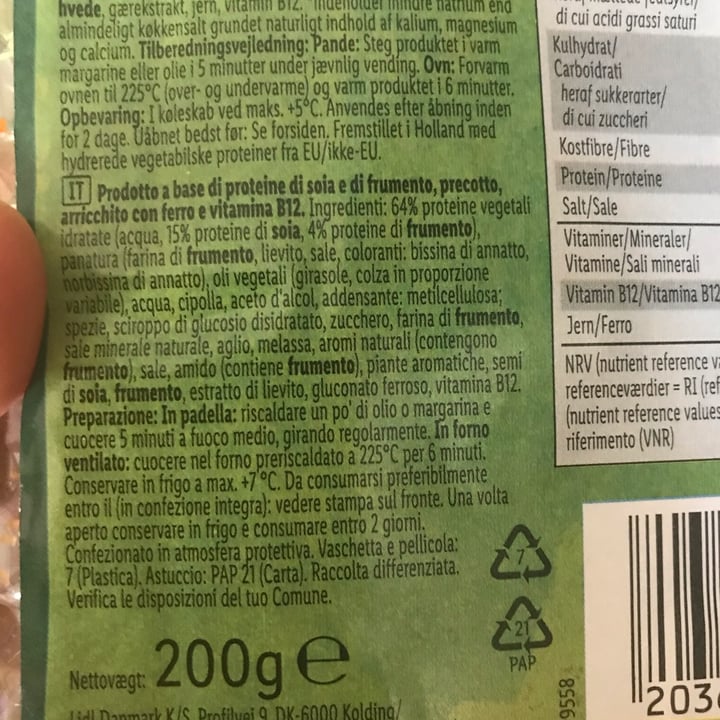 hvede, gærekstrakt, jern, vitamin B12. *Indeholder mindre natrium end
almindeligt køkkensalt grundet naturligt indhold af kalium, magnesium
og calcium. Tilberedningsvejledning: Pande: Steg produktet i varm
margarine eller olie i 5 minutter under jævnlig vending. Ovn: Forvarm
ovnen til 225°C (over- og undervarme) og varm produktet i 6 minutter.
Opbevaring: I køleskab ved maks. +5°C. Anvendes efter åbning inden
for 2 dage. Uåbnet bedst før: Se forsiden. Fremstillet i Holland med
hydrerede vegetabilske proteiner fra EU/ikke-EU.
IT Prodotto a base di proteine di soia e di frumento, precotto,
arricchito con ferro e vitamina B12. Ingredienti: 64% proteine vegetali
idratate (acqua, 15% proteine di soia, 4% proteine di frumento),
panatura (farina di frumento, lievito, sale, coloranti: bissina di annatto,
norbissina di annatto), oli vegetali (girasole, colza in proporzione
variabile), acqua, cipolla, aceto d'alcol, addensante: metilcellulosa;
spezie, sciroppo di glucosio disidratato, zucchero, farina di frumento,
sale minerale naturale, aglio, melassa, aromi naturali (contengono
frumento), sale, amido (contiene frumento), piante aromatiche, semi
di soia, frumento, estratto di lievito, gluconato ferroso, vitamina B12.
Preparazione: In padella: riscaldare un po' di olio o margarina e
cuocere 5 minuti a fuoco medio, girando regolarmente. In forno
ventilato: cuocere nel forno preriscaldato a 225°C per 6 minuti.
Conservare in frigo a max. +7°C. Da consumarsi preferibilmente
entro il (in confezione integra): vedere stampa sul fronte. Una volta
aperto conservare in frigo e consumare entro 2 giorni.
Confezionato in atmosfera protettiva. Vaschetta e pellicola:
7 (Plastica). Astuccio: PAP 21 (Carta). Raccolta differenziata.
Verifica le disposizioni del tuo Comune.
7
21
PAP
Nettovægt: 200g e
Lidl Danmark K/S, Profilvej 9, DK-6000 Kolding/
di cui acidi grassi saturi
Kulhydrat/
Carboidrati
heraf sukkerarter/
di cui zuccheri
Kostfibre/Fibre
Protein/Proteine
Salt/Sale
Vitaminer/Mineraler/
Vitamine/Sali minerali
Vitamin B12/Vitamina B12
Jern/Ferro
NRV (nutrient reference
referenceværdier = RI (ref
(nutrient reference values
riferimento (VNR)
9558
203